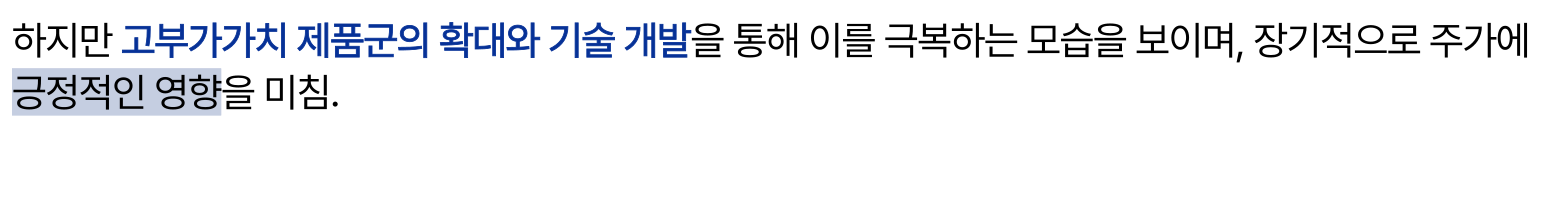 하지만 고부가가치 제품군의 확대와 기술 개발을 통해 이를 극복하는 모습을 보이며, 장기적으로 주가에
긍정적인 영향을 미침.